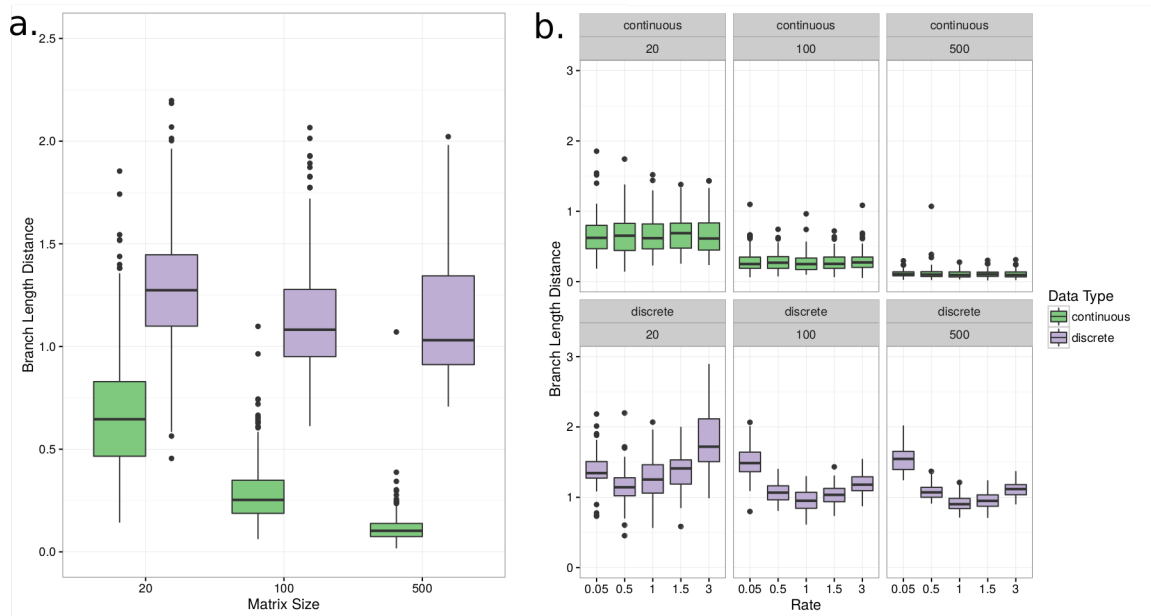 a.
Branch Length Distance
2.5
2.0
1.5
1.0
0.5
0.0
20 100 500
Matrix Size
b.
Branch Length Distance
continuous continuous continuous
20 100 500
3
2
1
0
discrete discrete discrete
20 100 500
3
2
1
0
0.05 0.5 1 1.5 3 0.05 0.5 1 1.5 3 0.05 0.5 1 1.5 3
Rate
Data Type
continuous
discrete